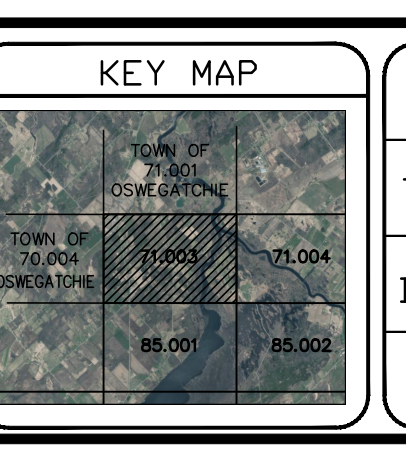 KEY MAP
TOWN OF
71.001
OSWEGATCHIE
TOWN OF
70.004
OSWEGATCHIE
71.003
71.004
85.001
85.002